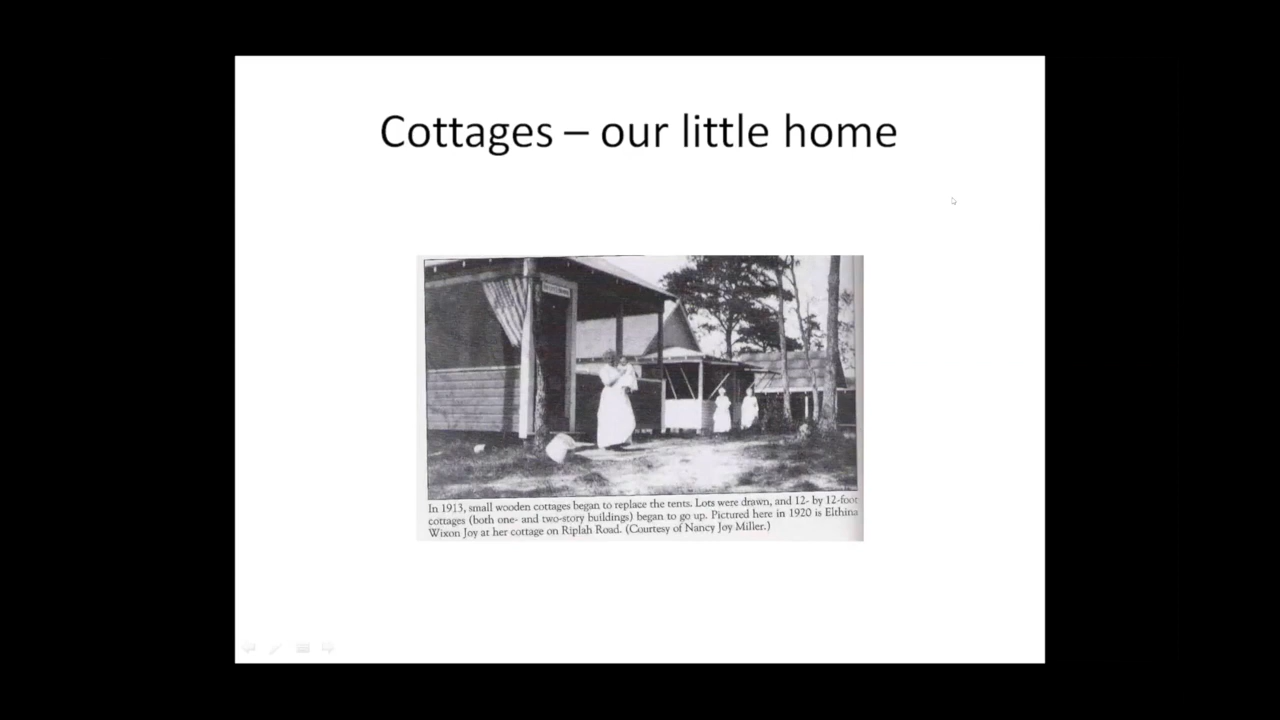 Cottages – our little home
In 1913, small wooden cottages began to replace the tents. Lots were drawn, and 12- by 12-foot
cottages (both one- and two-story buildings) began to go up. Pictured here in 1920 is Elthina
Wixon Joy at her cottage on Riplah Road. (Courtesy of Nancy Joy Miller.)